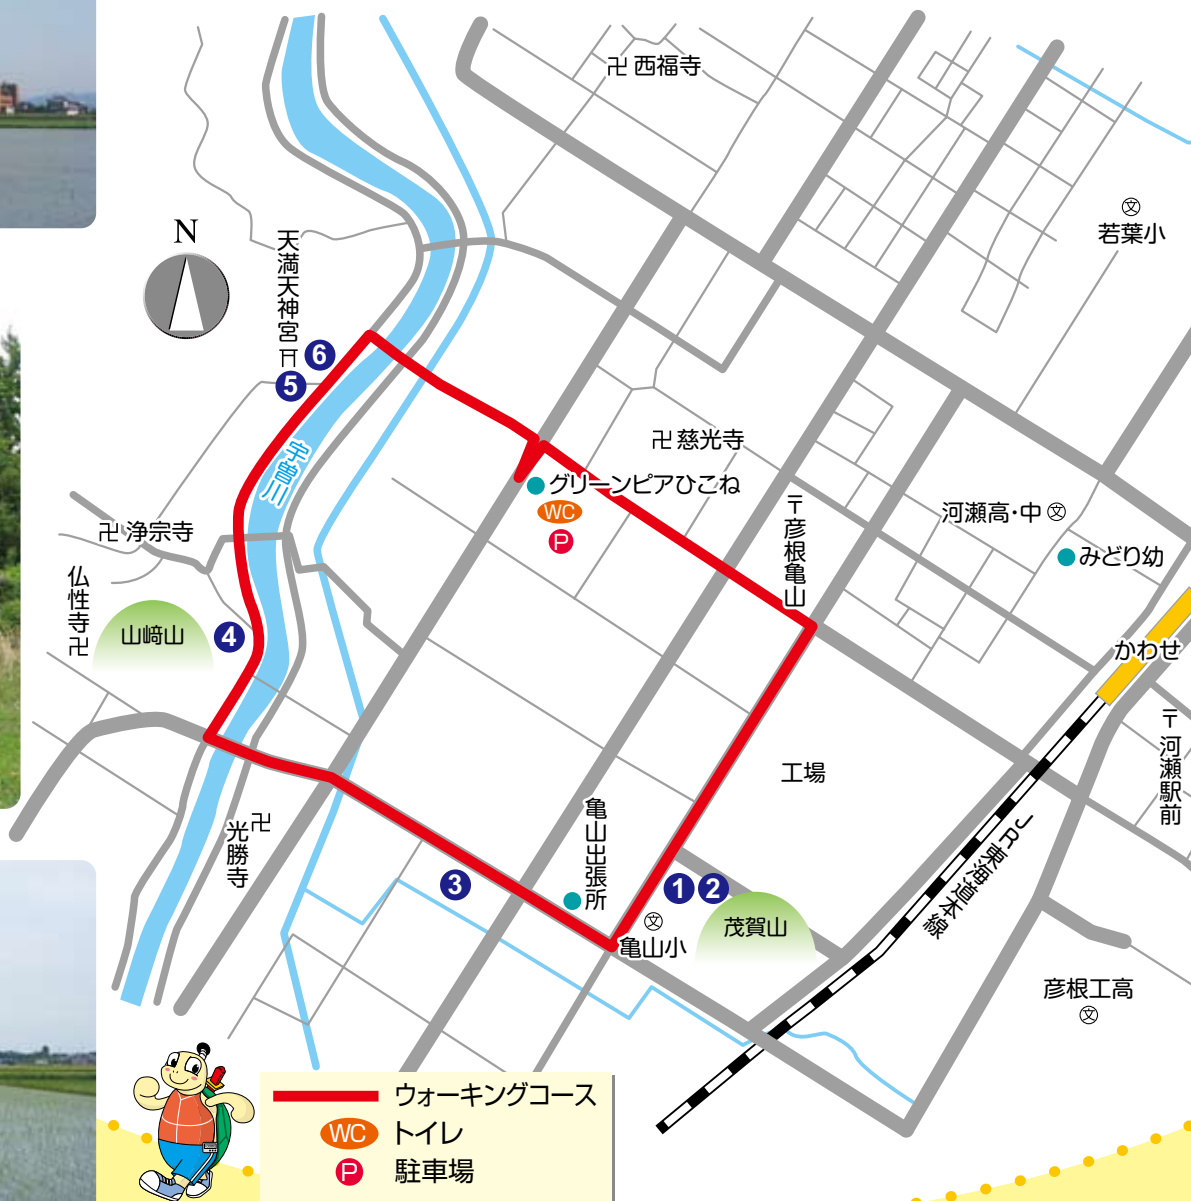 卍 西福寺
文
若葉小
N
天満天神宮
6
5
宇曽川
卍 慈光寺
グリーンピアひこね
WC
P
〒彦根亀山
河瀬高・中 文
みどり幼
卍 浄宗寺
仏性寺卍
山﨑山
4
かわせ
〒河瀬駅前
工場
卍
光勝寺
亀山出張所
JR東海道本線
3
1 2
茂賀山
文
亀山小
彦根工高
文
ウォーキングコース
WC トイレ
P 駐車場